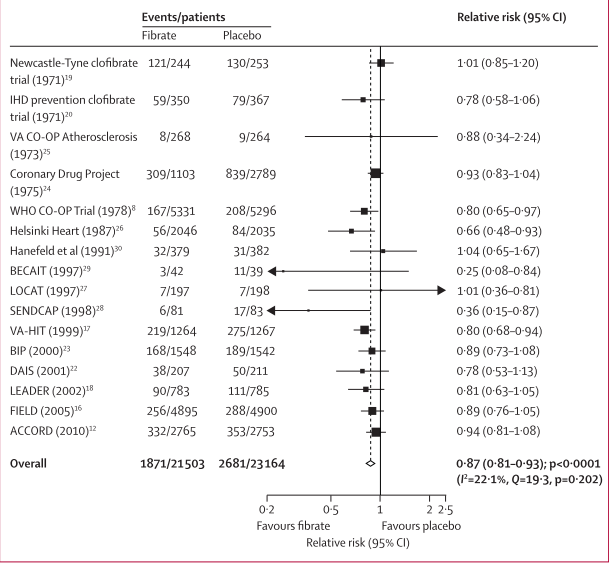 Events/patients Relative risk (95% CI)
Fibrate Placebo
Newcastle-Tyne clofibrate 121/244 130/253 1·01 (0·85–1·20)
trial (1971)19
IHD prevention clofibrate 59/350 79/367 0·78 (0·58–1·06)
trial (1971)20
VA CO-OP Atherosclerosis 8/268 9/264 0·88 (0·34–2·24)
(1973)25
Coronary Drug Project 309/1103 839/2789 0·93 (0·83–1·04)
(1975)24
WHO CO-OP Trial (1978)8 167/5331 208/5296 0·80 (0·65–0·97)
Helsinki Heart (1987)26 56/2046 84/2035 0·66 (0·48–0·93)
Hanefeld et al (1991)30 32/379 31/382 1·04 (0·65–1·67)
BECAIT (1997)29 3/42 11/39 0·25 (0·08–0·84)
LOCAT (1997)27 7/197 7/198 1·01 (0·36–0·81)
SENDCAP (1998)28 6/81 17/83 0·36 (0·15–0·87)
VA-HIT (1999)17 219/1264 275/1267 0·80 (0·68–0·94)
BIP (2000)23 168/1548 189/1542 0·89 (0·73–1·08)
DAIS (2001)22 38/207 50/211 0·78 (0·53–1·13)
LEADER (2002)18 90/783 111/785 0·81 (0·63–1·05)
FIELD (2005)16 256/4895 288/4900 0·89 (0·76–1·05)
ACCORD (2010)12 332/2765 353/2753 0·94 (0·81–1·08)
Overall 1871/21503 2681/23164 0·87 (0·81–0·93); p<0·0001
(I²=22·1%, Q=19·3, p=0·202)
0·2 0·5 1 2 2·5
Favours fibrate Favours placebo
Relative risk (95% CI)